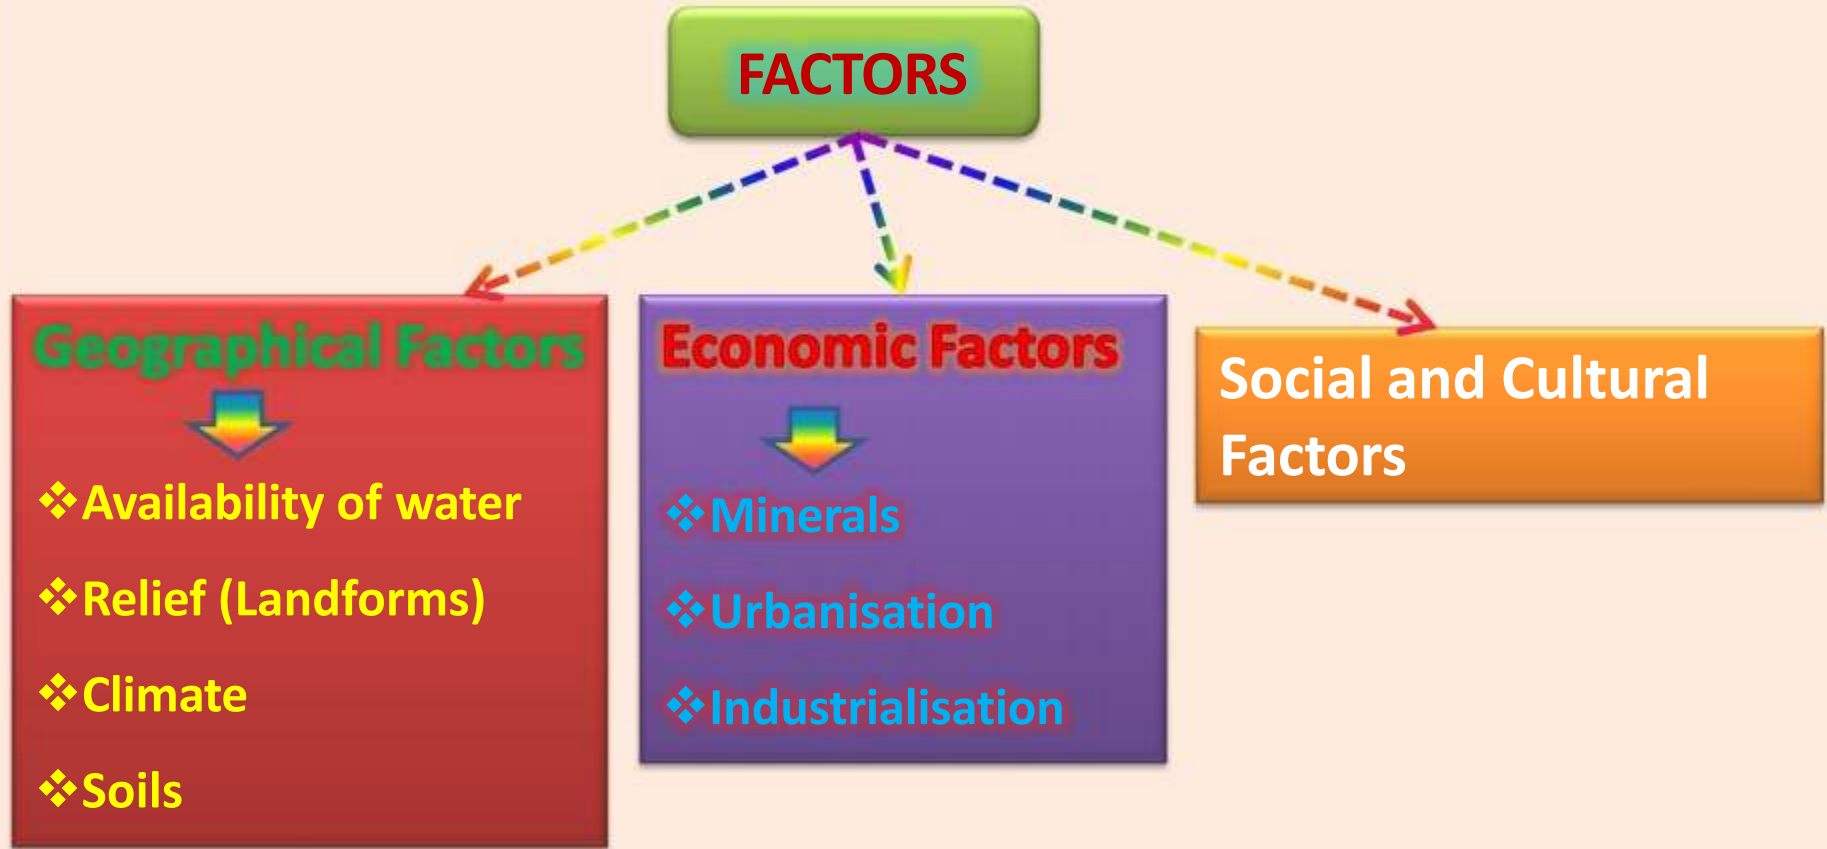 FACTORS
Geographical Factors
❖Availability of water
❖Relief (Landforms)
❖Climate
❖Soils
Economic Factors
❖Minerals
❖Urbanisation
❖Industrialisation
Social and Cultural
Factors